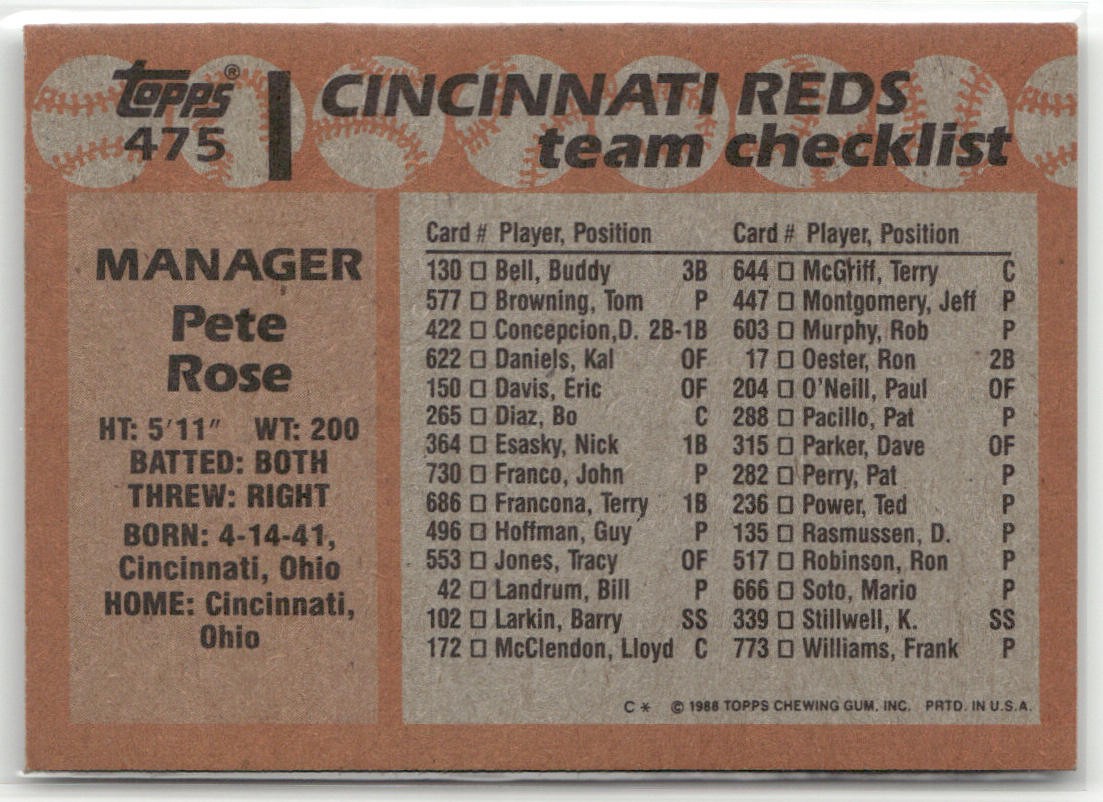 topps® CINCINNATI REDS
475 team checklist
MANAGER
Pete
Rose
HT: 5'11" WT: 200
BATTED: BOTH
THREW: RIGHT
BORN: 4-14-41,
Cincinnati, Ohio
HOME: Cincinnati,
Ohio
Card # Player, Position
130 □ Bell, Buddy 3B
577 □ Browning, Tom P
422 □ Concepcion,D. 2B-1B
622 □ Daniels, Kal OF
150 □ Davis, Eric OF
265 □ Diaz, Bo C
364 □ Esasky, Nick 1B
730 □ Franco, John P
686 □ Francona, Terry 1B
496 □ Hoffman, Guy P
553 □ Jones, Tracy OF
42 □ Landrum, Bill P
102 □ Larkin, Barry SS
172 □ McClendon, Lloyd C
Card # Player, Position
644 □ McGriff, Terry C
447 □ Montgomery, Jeff P
603 □ Murphy, Rob P
17 □ Oester, Ron 2B
204 □ O'Neill, Paul OF
288 □ Pacillo, Pat P
315 □ Parker, Dave OF
282 □ Perry, Pat P
236 □ Power, Ted P
135 □ Rasmussen, D. P
517 □ Robinson, Ron P
666 □ Soto, Mario P
339 □ Stillwell, K. SS
773 □ Williams, Frank P
C* © 1988 TOPPS CHEWING GUM, INC. PRTD. IN U.S.A.